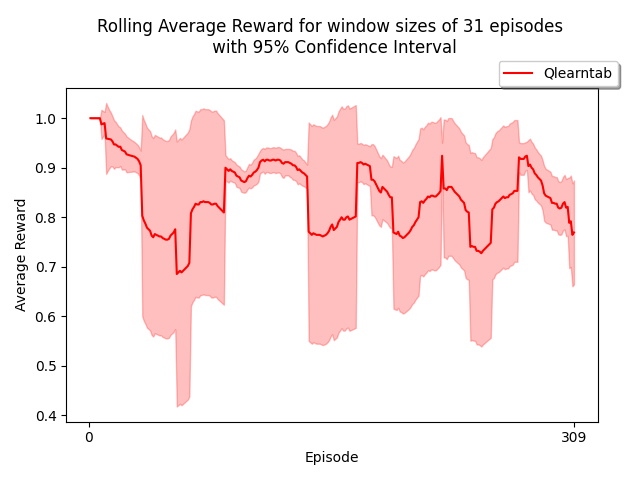 Rolling Average Reward for window sizes of 31 episodes
with 95% Confidence Interval
Qlearntab
1.0
0.9
0.8
0.7
0.6
0.5
0.4
Average Reward
0
309
Episode